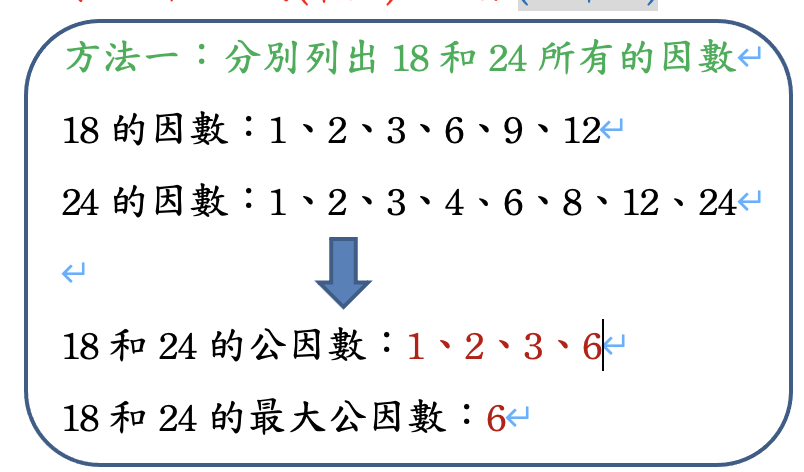 方法一：分別列出 18 和 24 所有的因數
18 的因數：1、2、3、6、9、12
24 的因數：1、2、3、4、6、8、12、24
18 和 24 的公因數：1、2、3、6
18 和 24 的最大公因數：6